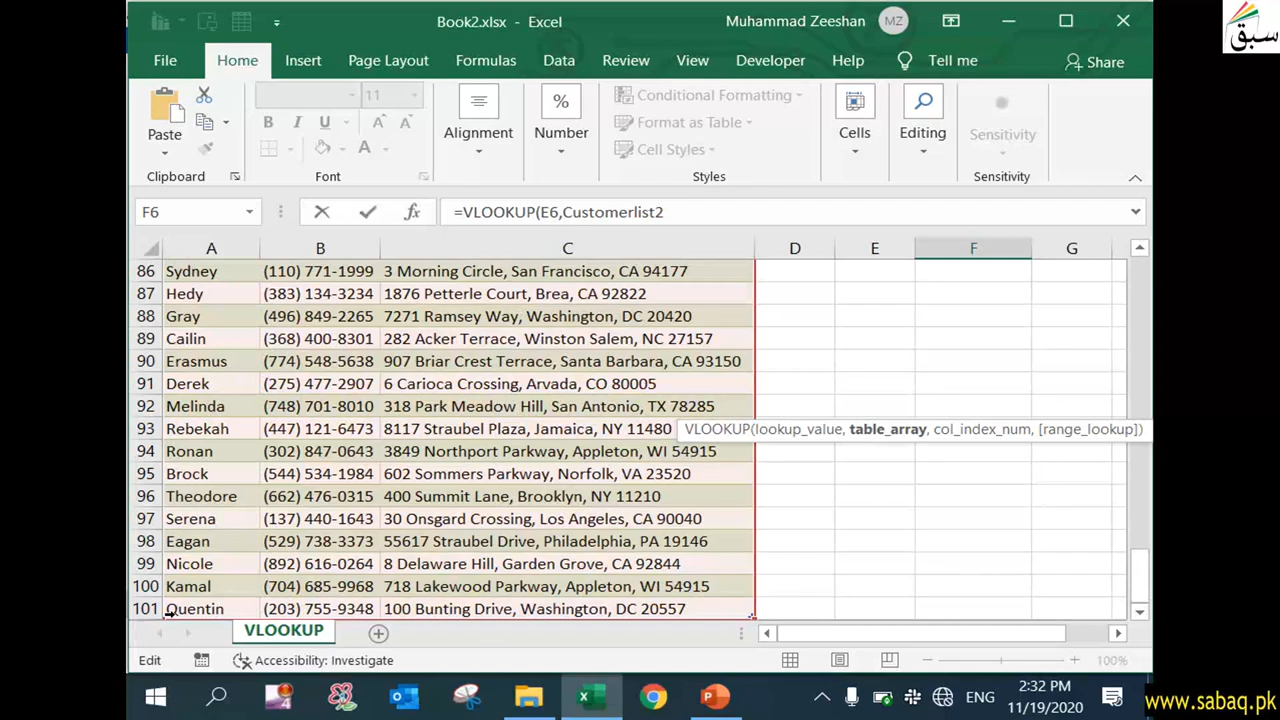 Book2.xlsx - Excel
Muhammad Zeeshan
MZ
سبق
File Home Insert Page Layout Formulas Data Review View Developer Help Tell me Share
Paste
11
B I U A A
A
Clipboard
Font
Alignment
%
Number
Conditional Formatting
Format as Table
Cell Styles
Styles
Cells
Editing
Sensitivity
Sensitivity
F6
fx
=VLOOKUP(E6,Customerlist2
A B C D E F G
86 Sydney (110) 771-1999 3 Morning Circle, San Francisco, CA 94177
87 Hedy (383) 134-3234 1876 Petterle Court, Brea, CA 92822
88 Gray (496) 849-2265 7271 Ramsey Way, Washington, DC 20420
89 Cailin (368) 400-8301 282 Acker Terrace, Winston Salem, NC 27157
90 Erasmus (774) 548-5638 907 Briar Crest Terrace, Santa Barbara, CA 93150
91 Derek (275) 477-2907 6 Carioca Crossing, Arvada, CO 80005
92 Melinda (748) 701-8010 318 Park Meadow Hill, San Antonio, TX 78285
93 Rebekah (447) 121-6473 8117 Straubel Plaza, Jamaica, NY 11480
VLOOKUP(lookup_value, table_array, col_index_num, [range_lookup])
94 Ronan (302) 847-0643 3849 Northport Parkway, Appleton, WI 54915
95 Brock (544) 534-1984 602 Sommers Parkway, Norfolk, VA 23520
96 Theodore (662) 476-0315 400 Summit Lane, Brooklyn, NY 11210
97 Serena (137) 440-1643 30 Onsgard Crossing, Los Angeles, CA 90040
98 Eagan (529) 738-3373 55617 Straubel Drive, Philadelphia, PA 19146
99 Nicole (892) 616-0264 8 Delaware Hill, Garden Grove, CA 92844
100 Kamal (704) 685-9968 718 Lakewood Parkway, Appleton, WI 54915
101 Quentin (203) 755-9348 100 Bunting Drive, Washington, DC 20557
VLOOKUP
Edit
Accessibility: Investigate
100%
ENG
2:32 PM
11/19/2020
www.sabaq.pk